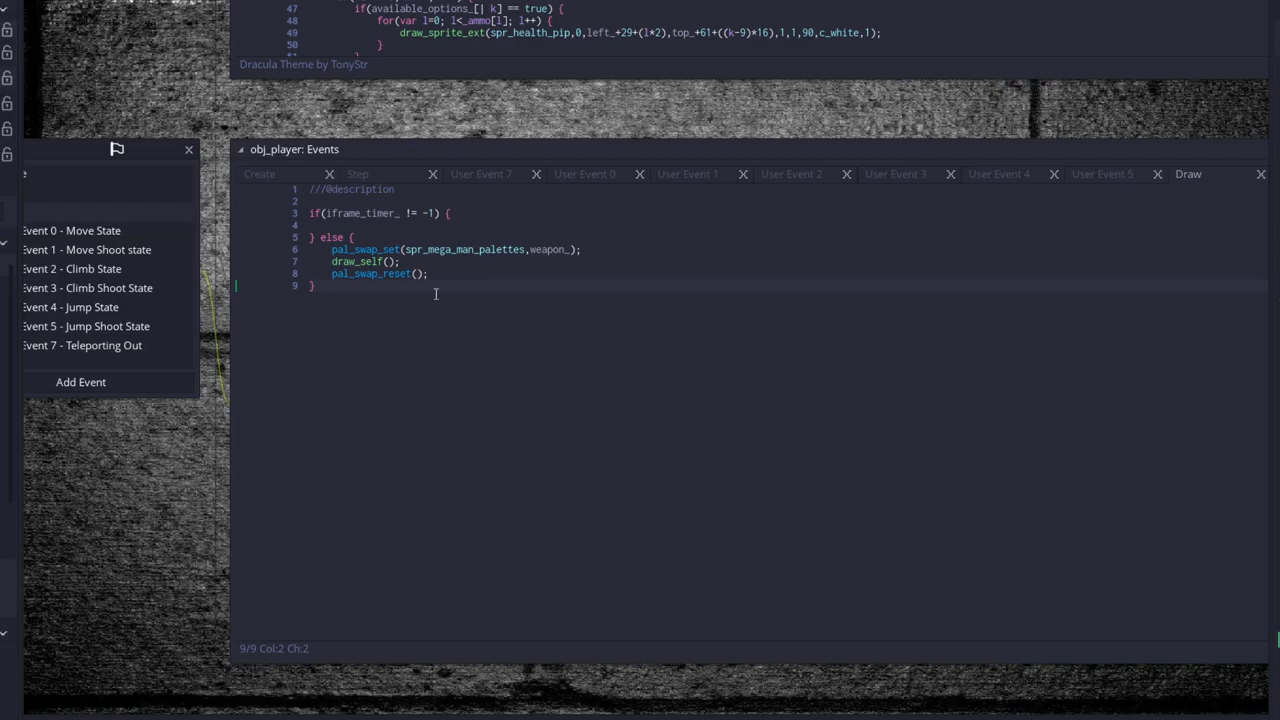 47 if(available_options_[| k] == true) {
48 for(var l=0; l<_ammo[l]; l++) {
49 draw_sprite_ext(spr_health_pip,0,left_+29+(l*2),top_+61+((k-9)*16),1,1,90,c_white,1);
50 }
Dracula Theme by TonyStr
obj_player: Events
Create Step User Event 7 User Event 0 User Event 1 User Event 2 User Event 3 User Event 4 User Event 5 Draw
e
Event 0 - Move State
Event 1 - Move Shoot state
Event 2 - Climb State
Event 3 - Climb Shoot State
Event 4 - Jump State
Event 5 - Jump Shoot State
Event 7 - Teleporting Out
Add Event
1 ///@description
2
3 if(iframe_timer_ != -1) {
4
5 } else {
6 pal_swap_set(spr_mega_man_palettes,weapon_);
7 draw_self();
8 pal_swap_reset();
9 }
9/9 Col:2 Ch:2